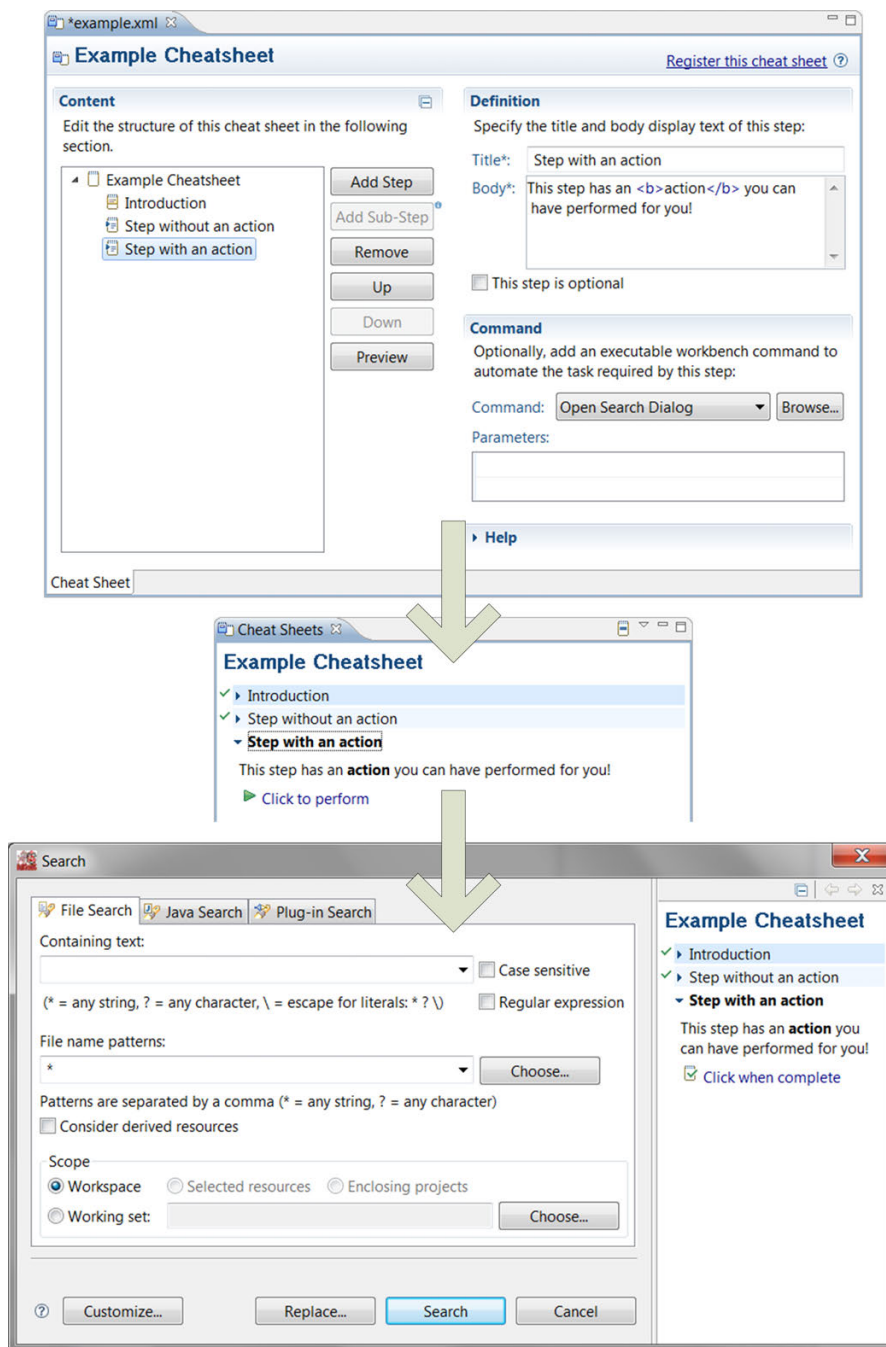 *example.xml
Example Cheatsheet
Register this cheat sheet
Content
Edit the structure of this cheat sheet in the following
section.
Example Cheatsheet
Introduction
Step without an action
Step with an action
Add Step
Add Sub-Step
Remove
Up
Down
Preview
Definition
Specify the title and body display text of this step:
Title*: Step with an action
Body*: This step has an <b>action</b> you can
have performed for you!
This step is optional
Command
Optionally, add an executable workbench command to
automate the task required by this step:
Command: Open Search Dialog Browse...
Parameters:
Help
Cheat Sheet
Cheat Sheets
Example Cheatsheet
Introduction
Step without an action
Step with an action
This step has an action you can have performed for you!
Click to perform
Search
File Search Java Search Plug-in Search
Containing text:
Case sensitive
(* = any string, ? = any character, \ = escape for literals: * ? \) Regular expression
File name patterns:
* Choose...
Patterns are separated by a comma (* = any string, ? = any character)
Consider derived resources
Scope
Workspace Selected resources Enclosing projects
Working set: Choose...
? Customize... Replace... Search Cancel
Example Cheatsheet
Introduction
Step without an action
Step with an action
This step has an action you
can have performed for you!
Click when complete